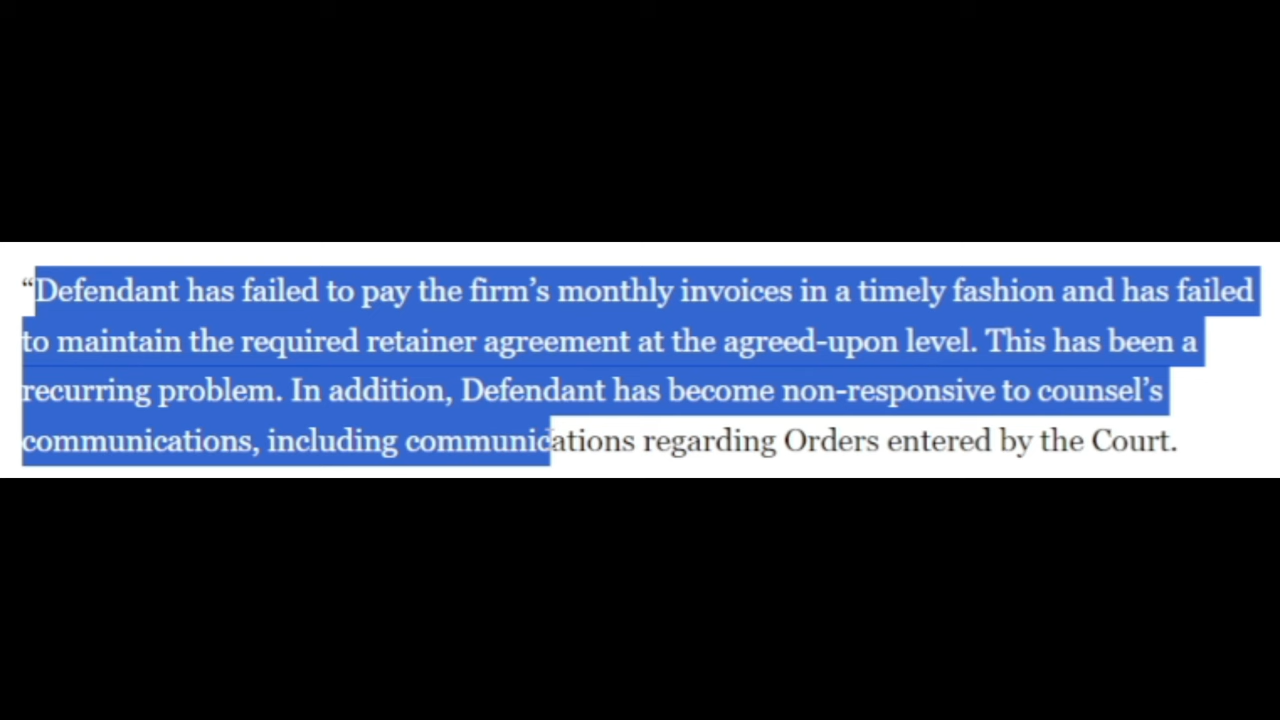 “Defendant has failed to pay the firm’s monthly invoices in a timely fashion and has failed
to maintain the required retainer agreement at the agreed-upon level. This has been a
recurring problem. In addition, Defendant has become non-responsive to counsel’s
communications, including communications regarding Orders entered by the Court.